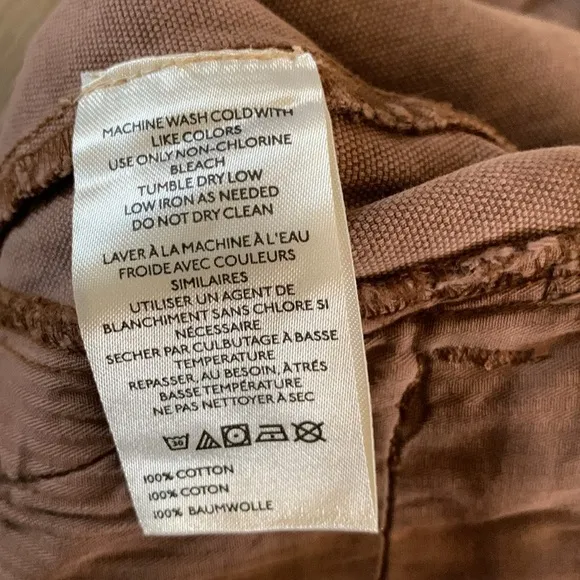 MACHINE WASH COLD WITH
LIKE COLORS
USE ONLY NON-CHLORINE
BLEACH
TUMBLE DRY LOW
LOW IRON AS NEEDED
DO NOT DRY CLEAN
LAVER À LA MACHINE À L'EAU
FROIDE AVEC COULEURS
SIMILAIRES
UTILISER UN AGENT DE
BLANCHIMENT SANS CHLORE SI
NÉCESSAIRE
SECHER PAR CULBUTAGE À BASSE
TEMPERATURE
REPASSER, AU BESOIN, À TRÉS
BASSE TEMPÉRATURE
NE PAS NETTOYER À SEC
30
100% COTTON
100% COTON
100% BAUMWOLLE